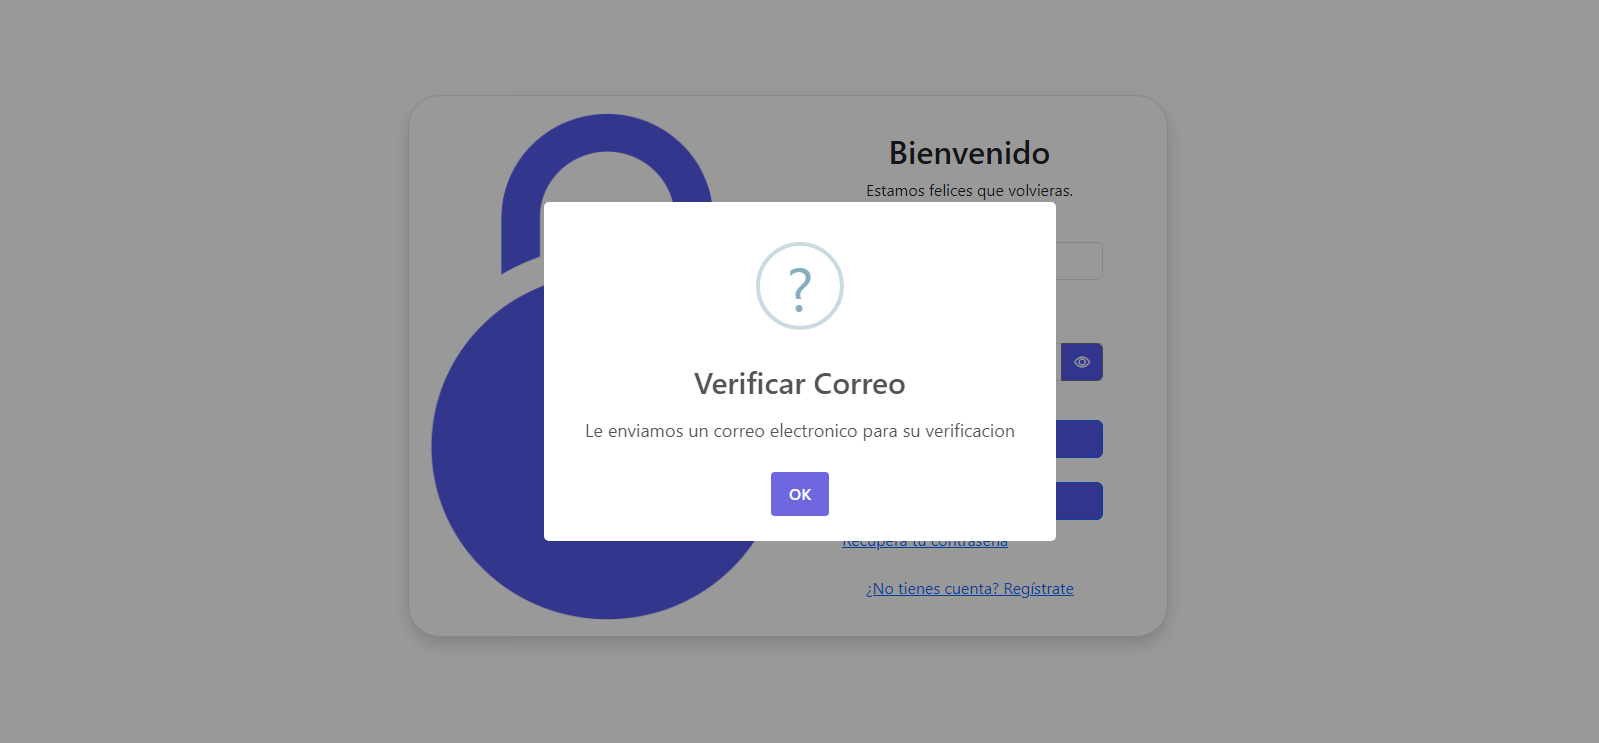 Bienvenido
Estamos felices que volvieras.
?
Verificar Correo
Le enviamos un correo electronico para su verificacion
OK
Recupera tu contraseña
¿No tienes cuenta? Regístrate